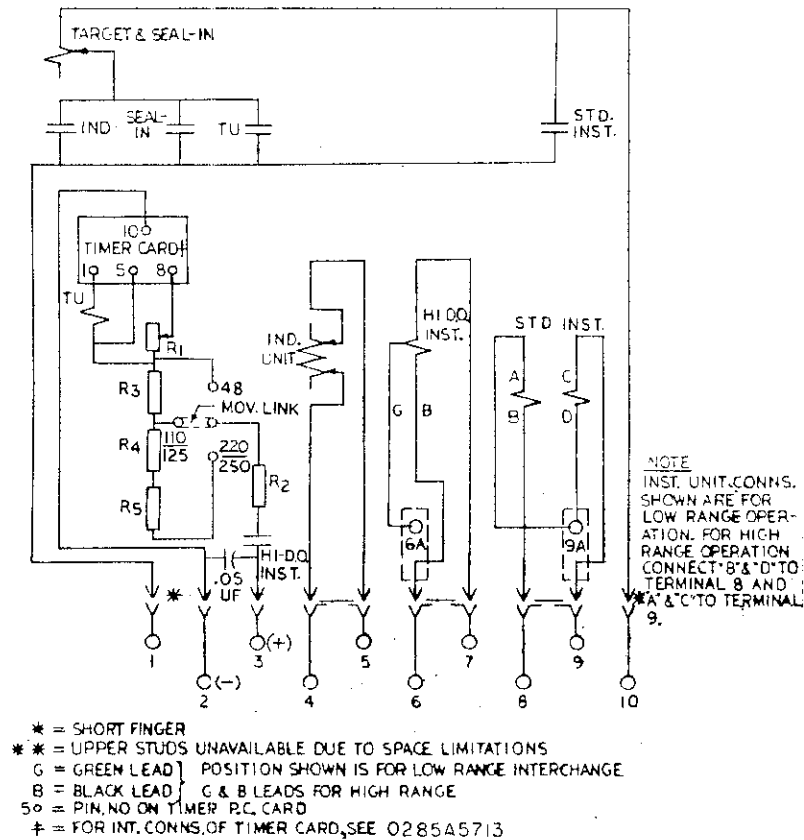 TARGET & SEAL-IN
IND
SEAL-
IN
TU
STD.
INST.
10
TIMER CARD‡
1 5 8
TU
R1
R3
48
MOV. LINK
R4
110
125
220
250
R2
R5
HI-D.O.
INST.
.05
UF
IND.
UNIT
HI D.O.
INST.
G B
6A
STD INST.
A C
B D
9A
NOTE
INST. UNIT.CONNS.
SHOWN ARE FOR
LOW RANGE OPER-
ATION. FOR HIGH
RANGE OPERATION
CONNECT "B" & "D" TO
TERMINAL 8 AND
"A" & "C" TO TERMINAL
9.
* *
1 3 (+) 5 7 9
2 (-) 4 6 8 10
* = SHORT FINGER
* * = UPPER STUDS UNAVAILABLE DUE TO SPACE LIMITATIONS
G = GREEN LEAD } POSITION SHOWN IS FOR LOW RANGE INTERCHANGE
B = BLACK LEAD } G & B LEADS FOR HIGH RANGE
5o = PIN. NO ON TIMER P.C. CARD
‡ = FOR INT. CONNS. OF TIMER CARD, SEE 0285A5713